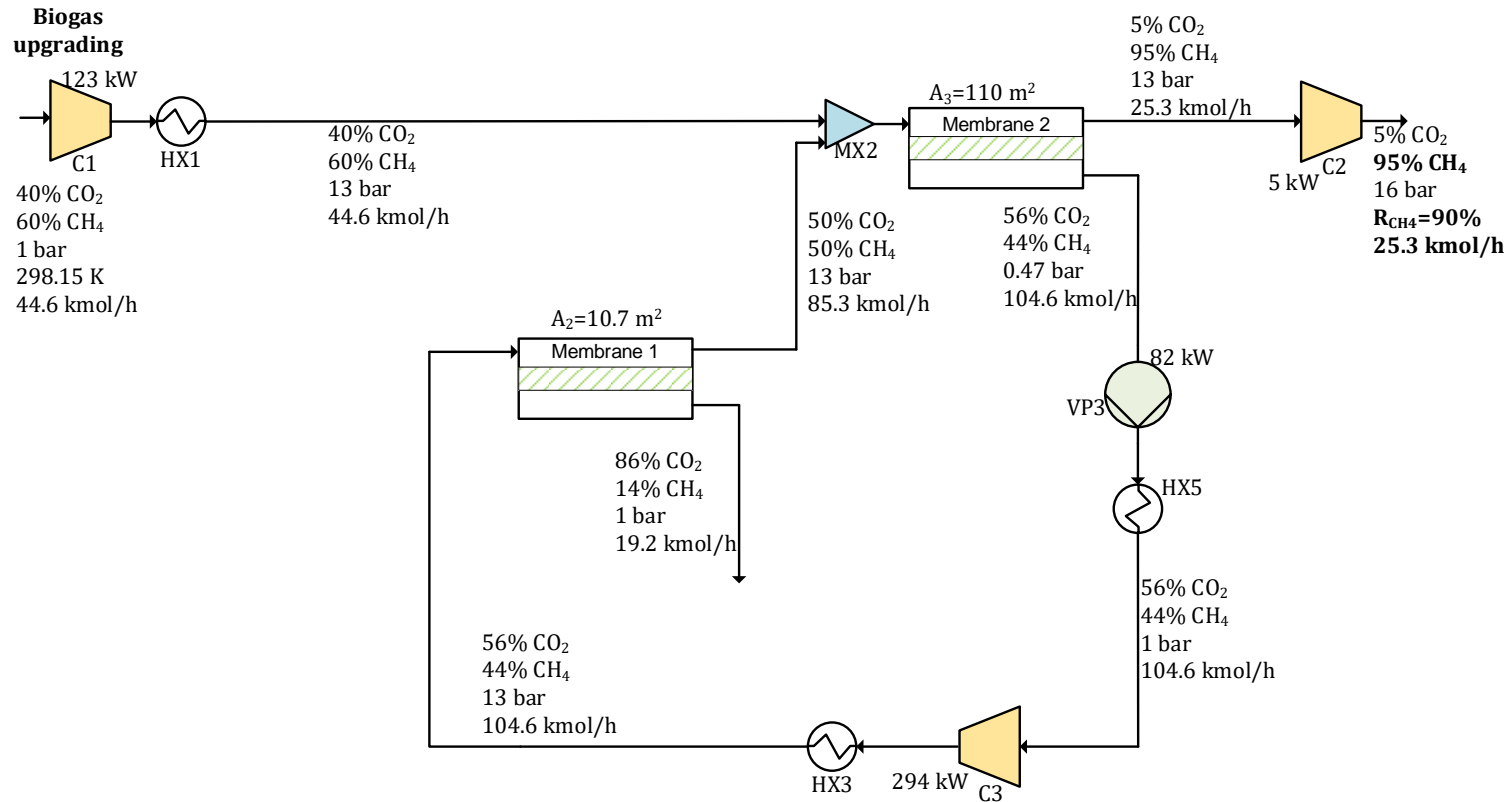 Biogas
upgrading
123 kW
C1
HX1
40% CO₂
60% CH₄
1 bar
298.15 K
44.6 kmol/h
40% CO₂
60% CH₄
13 bar
44.6 kmol/h
MX2
A₃=110 m²
Membrane 2
5% CO₂
95% CH₄
13 bar
25.3 kmol/h
5 kW
C2
5% CO₂
95% CH₄
16 bar
R_CH4=90%
25.3 kmol/h
50% CO₂
50% CH₄
13 bar
85.3 kmol/h
56% CO₂
44% CH₄
0.47 bar
104.6 kmol/h
A₂=10.7 m²
Membrane 1
86% CO₂
14% CH₄
1 bar
19.2 kmol/h
82 kW
VP3
HX5
56% CO₂
44% CH₄
1 bar
104.6 kmol/h
56% CO₂
44% CH₄
13 bar
104.6 kmol/h
HX3
294 kW
C3